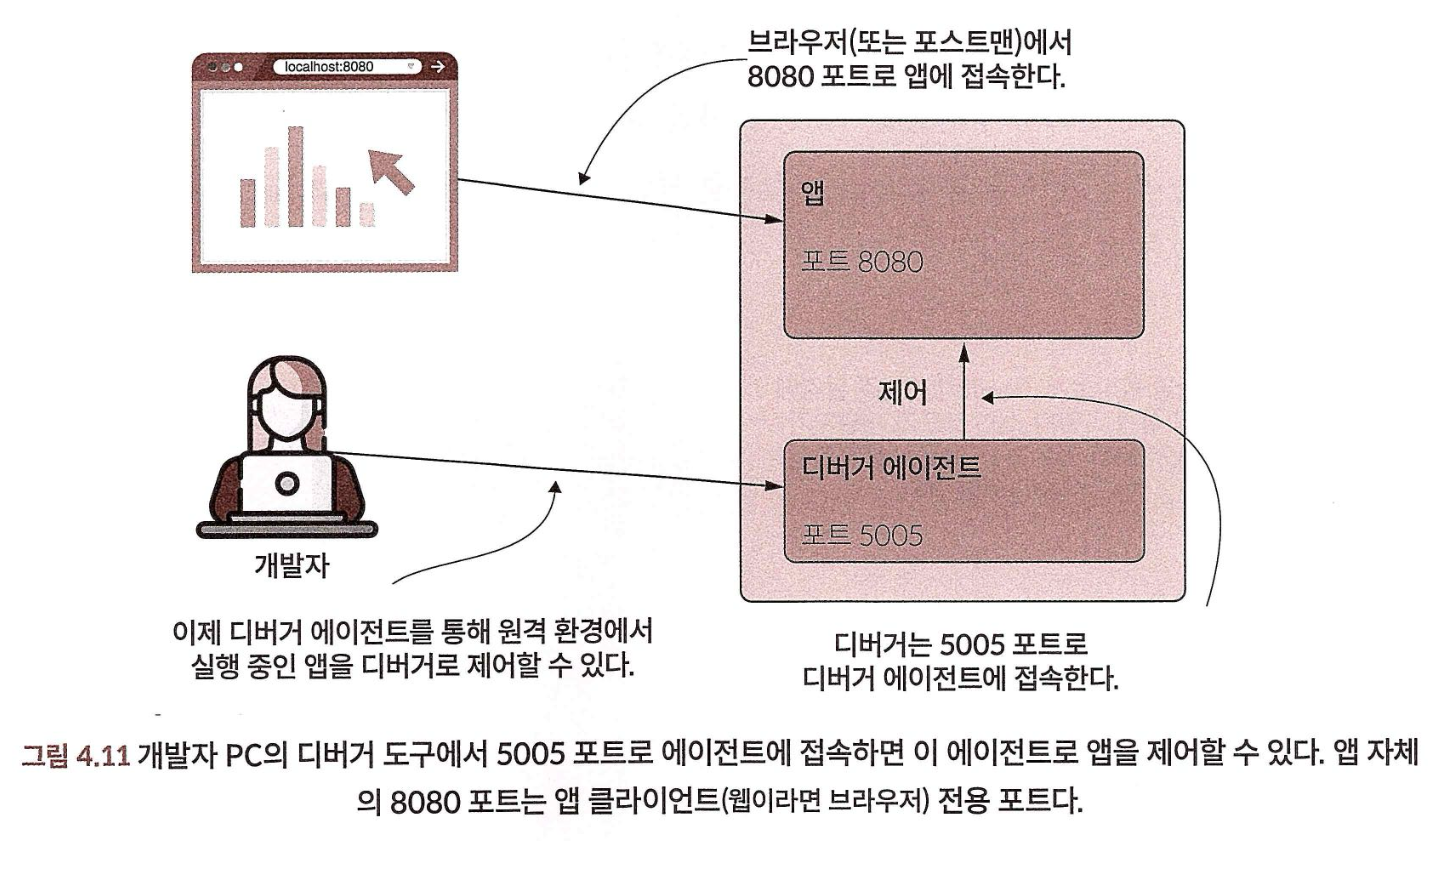 브라우저(또는 포스트맨)에서
8080 포트로 앱에 접속한다.
localhost:8080
앱
포트 8080
제어
디버거 에이전트
포트 5005
개발자
이제 디버거 에이전트를 통해 원격 환경에서
실행 중인 앱을 디버거로 제어할 수 있다.
디버거는 5005 포트로
디버거 에이전트에 접속한다.
그림 4.11 개발자 PC의 디버거 도구에서 5005 포트로 에이전트에 접속하면 이 에이전트로 앱을 제어할 수 있다. 앱 자체
의 8080 포트는 앱 클라이언트(웹이라면 브라우저) 전용 포트다.